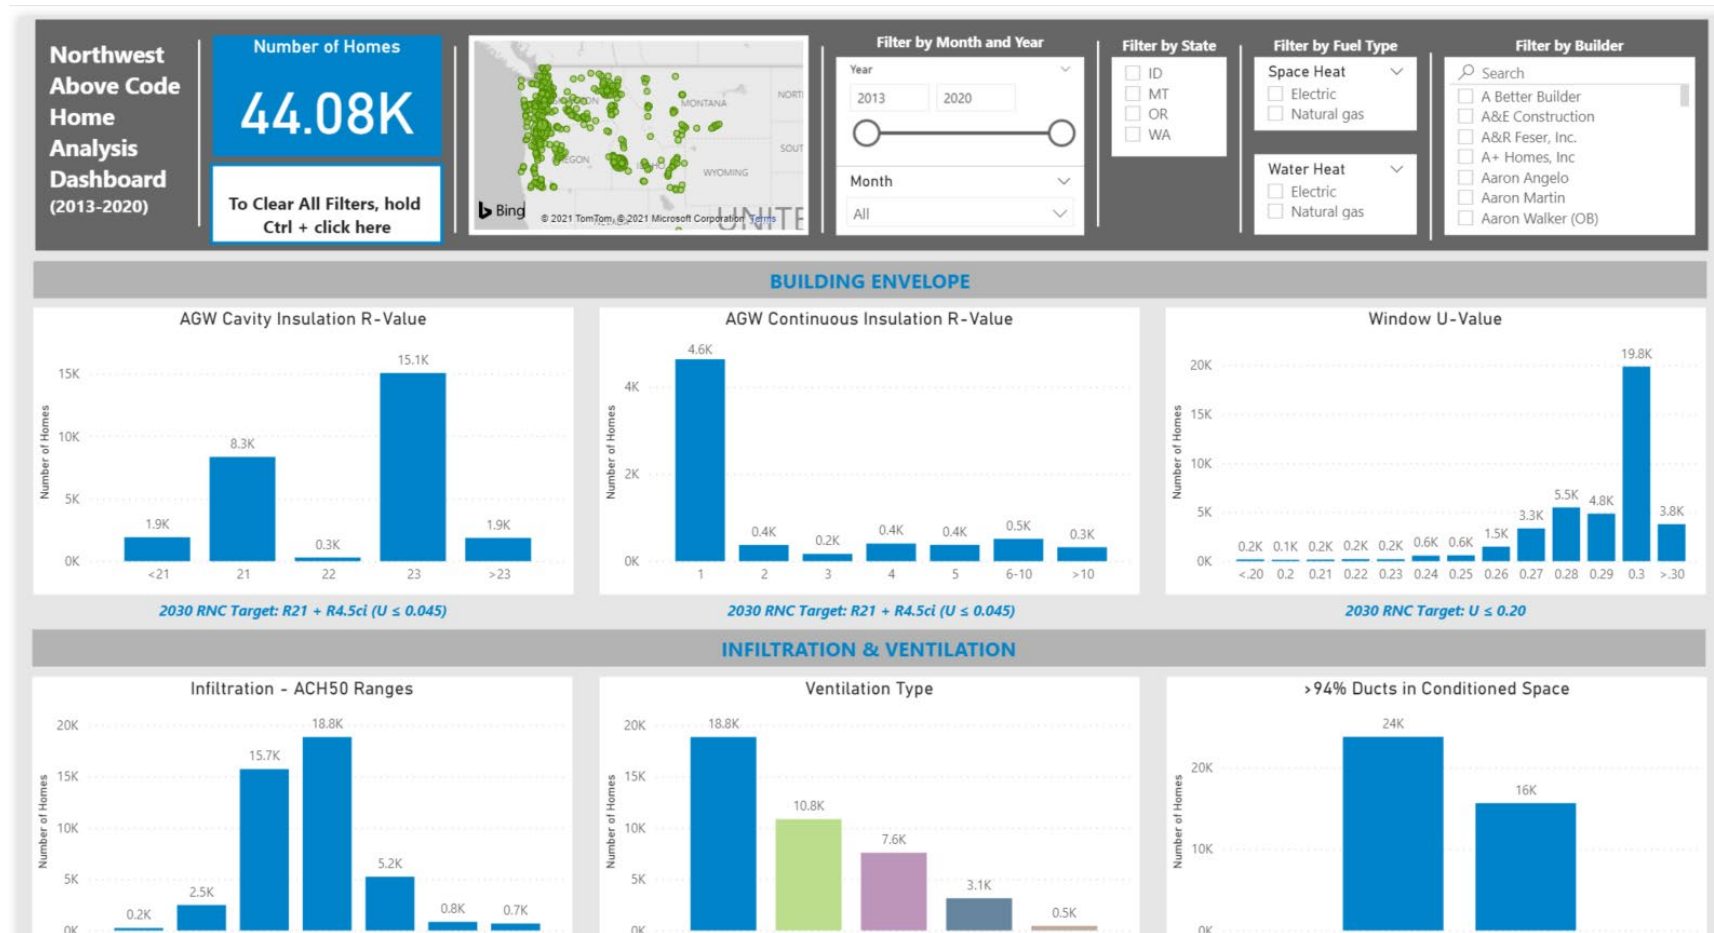 Northwest
Above Code
Home
Analysis
Dashboard
(2013-2020)
Number of Homes
44.08K
To Clear All Filters, hold
Ctrl + click here
MONTANA
WYOMING
Bing
© 2021 TomTom, © 2021 Microsoft Corporation Terms
Filter by Month and Year
Year
2013 2020
Month
All
Filter by State
ID
MT
OR
WA
Filter by Fuel Type
Space Heat
Electric
Natural gas
Water Heat
Electric
Natural gas
Filter by Builder
Search
A Better Builder
A&E Construction
A&R Feser, Inc.
A+ Homes, Inc
Aaron Angelo
Aaron Martin
Aaron Walker (OB)
BUILDING ENVELOPE
AGW Cavity Insulation R-Value
Number of Homes
15K
10K
5K
0K
1.9K 8.3K 0.3K 15.1K 1.9K
<21 21 22 23 >23
2030 RNC Target: R21 + R4.5ci (U ≤ 0.045)
AGW Continuous Insulation R-Value
Number of Homes
4K
2K
0K
4.6K 0.4K 0.2K 0.4K 0.4K 0.5K 0.3K
1 2 3 4 5 6-10 >10
2030 RNC Target: R21 + R4.5ci (U ≤ 0.045)
Window U-Value
Number of Homes
20K
15K
10K
5K
0K
0.2K 0.1K 0.2K 0.2K 0.2K 0.6K 0.6K 1.5K 3.3K 5.5K 4.8K 19.8K 3.8K
<.20 0.2 0.21 0.22 0.23 0.24 0.25 0.26 0.27 0.28 0.29 0.3 >.30
2030 RNC Target: U ≤ 0.20
INFILTRATION & VENTILATION
Infiltration - ACH50 Ranges
Number of Homes
20K
15K
10K
5K
0K
0.2K 2.5K 15.7K 18.8K 5.2K 0.8K 0.7K
Ventilation Type
Number of Homes
20K
15K
10K
5K
0K
18.8K 10.8K 7.6K 3.1K 0.5K
>94% Ducts in Conditioned Space
Number of Homes
20K
10K
0K
24K 16K